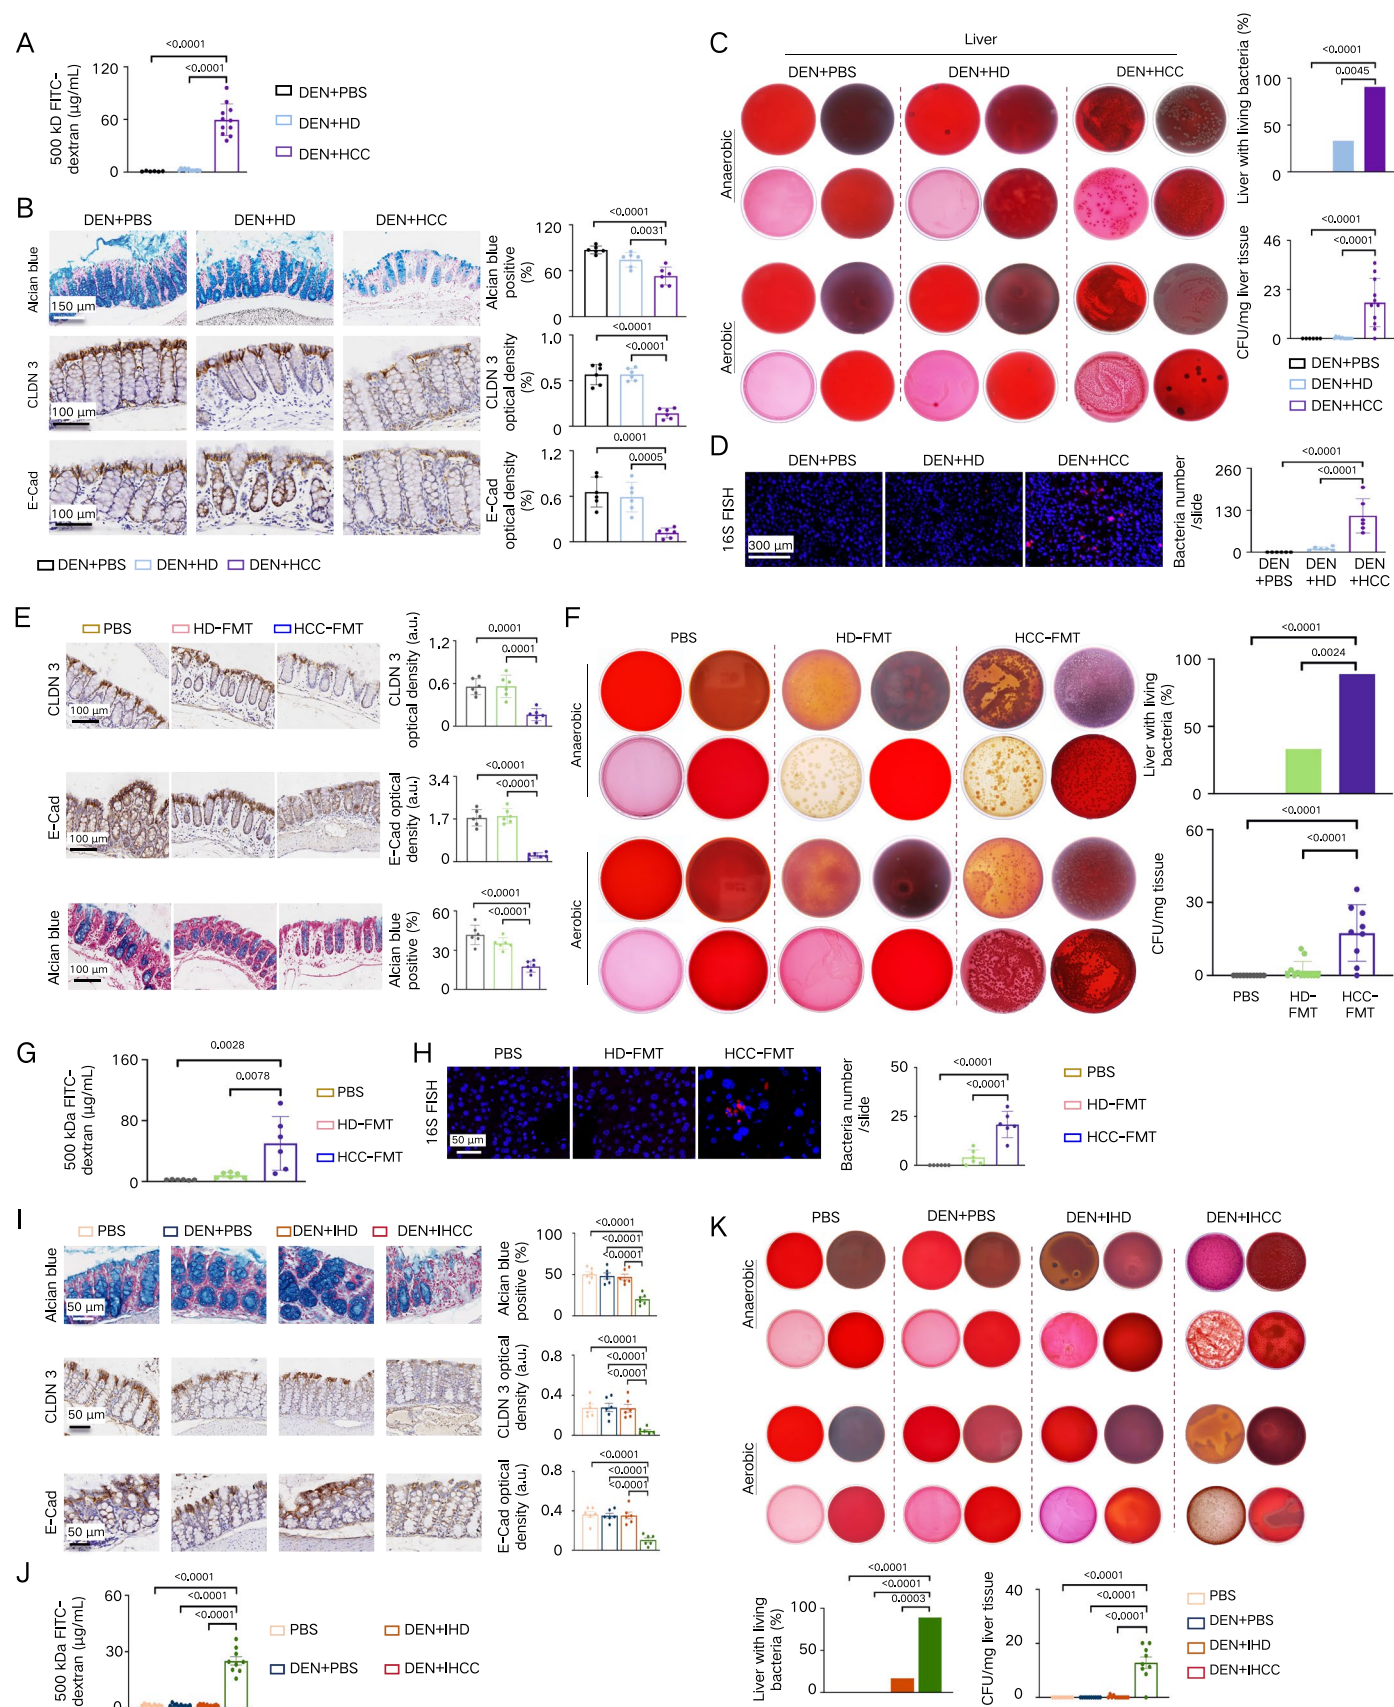 A
500 kD FITC-
dextran (µg/mL)
120
60
0
<0.0001
<0.0001
DEN+PBS
DEN+HD
DEN+HCC
B
DEN+PBS
DEN+HD
DEN+HCC
Alcian blue
150 µm
CLDN 3
100 µm
E-Cad
100 µm
Alcian blue
positive
(%)
120
60
0
<0.0001
0.0031
CLDN 3
optical density
(%)
1.0
0.5
0
<0.0001
<0.0001
E-Cad
optical density
(%)
1.2
0.6
0
0.0001
0.0005
DEN+PBS
DEN+HD
DEN+HCC
C
Liver
DEN+PBS
DEN+HD
DEN+HCC
Anaerobic
Aerobic
Liver with living bacteria (%)
100
50
0
<0.0001
0.0045
CFU/mg liver tissue
46
23
0
<0.0001
<0.0001
DEN+PBS
DEN+HD
DEN+HCC
D
DEN+PBS
DEN+HD
DEN+HCC
16S FISH
300 µm
Bacteria number
/slide
260
130
0
<0.0001
<0.0001
DEN
+PBS
DEN
+HD
DEN
+HCC
E
PBS
HD-FMT
HCC-FMT
CLDN 3
100 µm
E-Cad
100 µm
Alcian blue
100 µm
CLDN 3
optical density (a.u.)
1.2
0.6
0
0.0001
0.0001
E-Cad optical
density (a.u.)
3.4
1.7
0
<0.0001
<0.0001
Alcian blue
positive (%)
60
30
0
<0.0001
<0.0001
F
PBS
HD-FMT
HCC-FMT
Anaerobic
Aerobic
Liver with living
bacteria (%)
100
50
0
<0.0001
0.0024
CFU/mg tissue
60
30
0
<0.0001
<0.0001
PBS
HD-
FMT
HCC-
FMT
G
500 kDa FITC-
dextran (µg/mL)
160
80
0
0.0028
0.0078
PBS
HD-FMT
HCC-FMT
H
PBS
HD-FMT
HCC-FMT
16S FISH
50 µm
Bacteria number
/slide
50
25
0
<0.0001
<0.0001
PBS
HD-FMT
HCC-FMT
I
PBS
DEN+PBS
DEN+IHD
DEN+IHCC
Alcian blue
50 µm
CLDN 3
50 µm
E-Cad
50 µm
Alcian blue
positive (%)
100
50
0
<0.0001
<0.0001
<0.0001
CLDN 3 optical
density (a.u.)
0.8
0.4
0
<0.0001
<0.0001
<0.0001
E-Cad optical
density (a.u.)
0.8
0.4
0
<0.0001
<0.0001
<0.0001
J
500 kDa FITC-
dextran (µg/mL)
60
30
0
<0.0001
<0.0001
<0.0001
PBS
DEN+PBS
DEN+IHD
DEN+IHCC
K
PBS
DEN+PBS
DEN+IHD
DEN+IHCC
Anaerobic
Aerobic
Liver with living
bacteria (%)
100
50
0
<0.0001
<0.0001
0.0003
CFU/mg liver tissue
40
20
0
<0.0001
<0.0001
<0.0001
PBS
DEN+PBS
DEN+IHD
DEN+IHCC